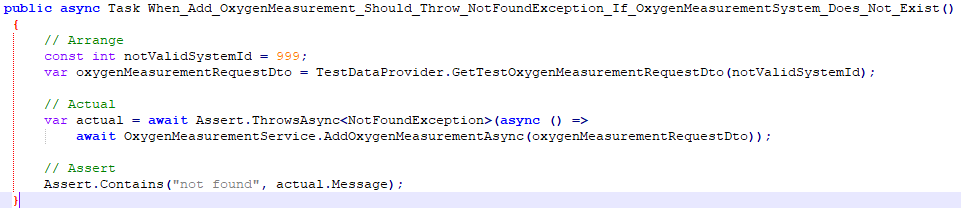 public async Task When_Add_OxygenMeasurement_Should_Throw_NotFoundException_If_OxygenMeasurementSystem_Does_Not_Exist()
{
// Arrange
const int notValidSystemId = 999;
var oxygenMeasurementRequestDto = TestDataProvider.GetTestOxygenMeasurementRequestDto(notValidSystemId);
// Actual
var actual = await Assert.ThrowsAsync<NotFoundException>(async () =>
await OxygenMeasurementService.AddOxygenMeasurementAsync(oxygenMeasurementRequestDto));
// Assert
Assert.Contains("not found", actual.Message);
}